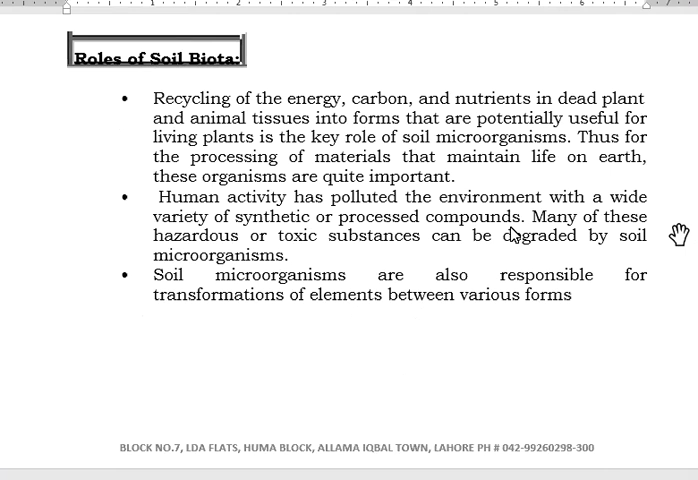 Roles of Soil Biota:
• Recycling of the energy, carbon, and nutrients in dead plant
and animal tissues into forms that are potentially useful for
living plants is the key role of soil microorganisms. Thus for
the processing of materials that maintain life on earth,
these organisms are quite important.
• Human activity has polluted the environment with a wide
variety of synthetic or processed compounds. Many of these
hazardous or toxic substances can be degraded by soil
microorganisms.
• Soil microorganisms are also responsible for
transformations of elements between various forms
BLOCK NO.7, LDA FLATS, HUMA BLOCK, ALLAMA IQBAL TOWN, LAHORE PH # 042-99260298-300